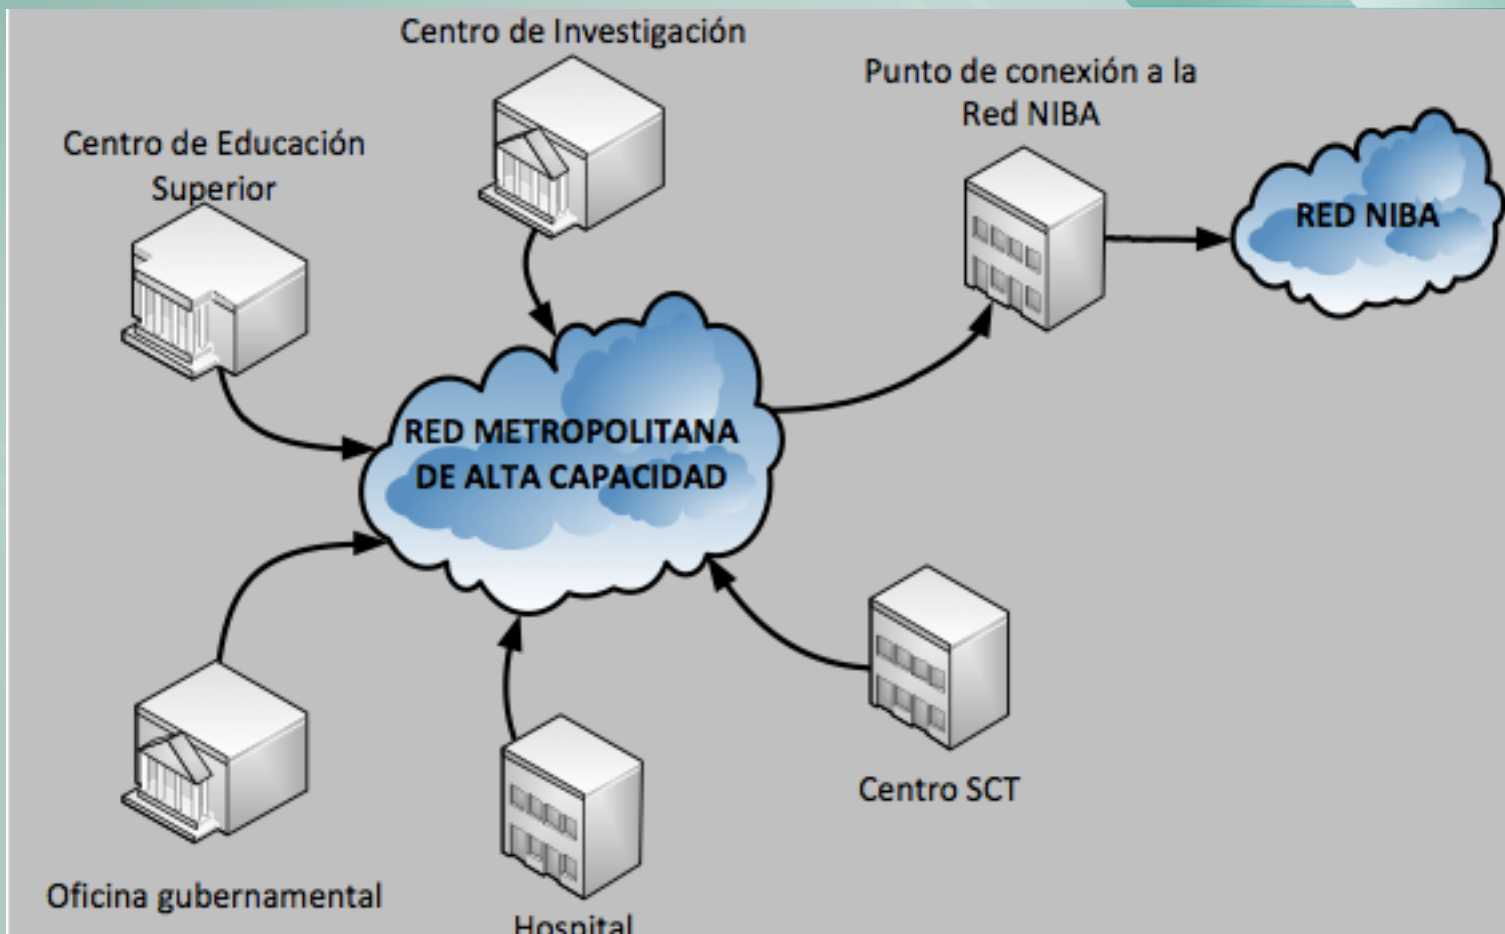 Centro de Investigación
Punto de conexión a la
Red NIBA
Centro de Educación
Superior
RED NIBA
RED METROPOLITANA
DE ALTA CAPACIDAD
Centro SCT
Oficina gubernamental
Hospital